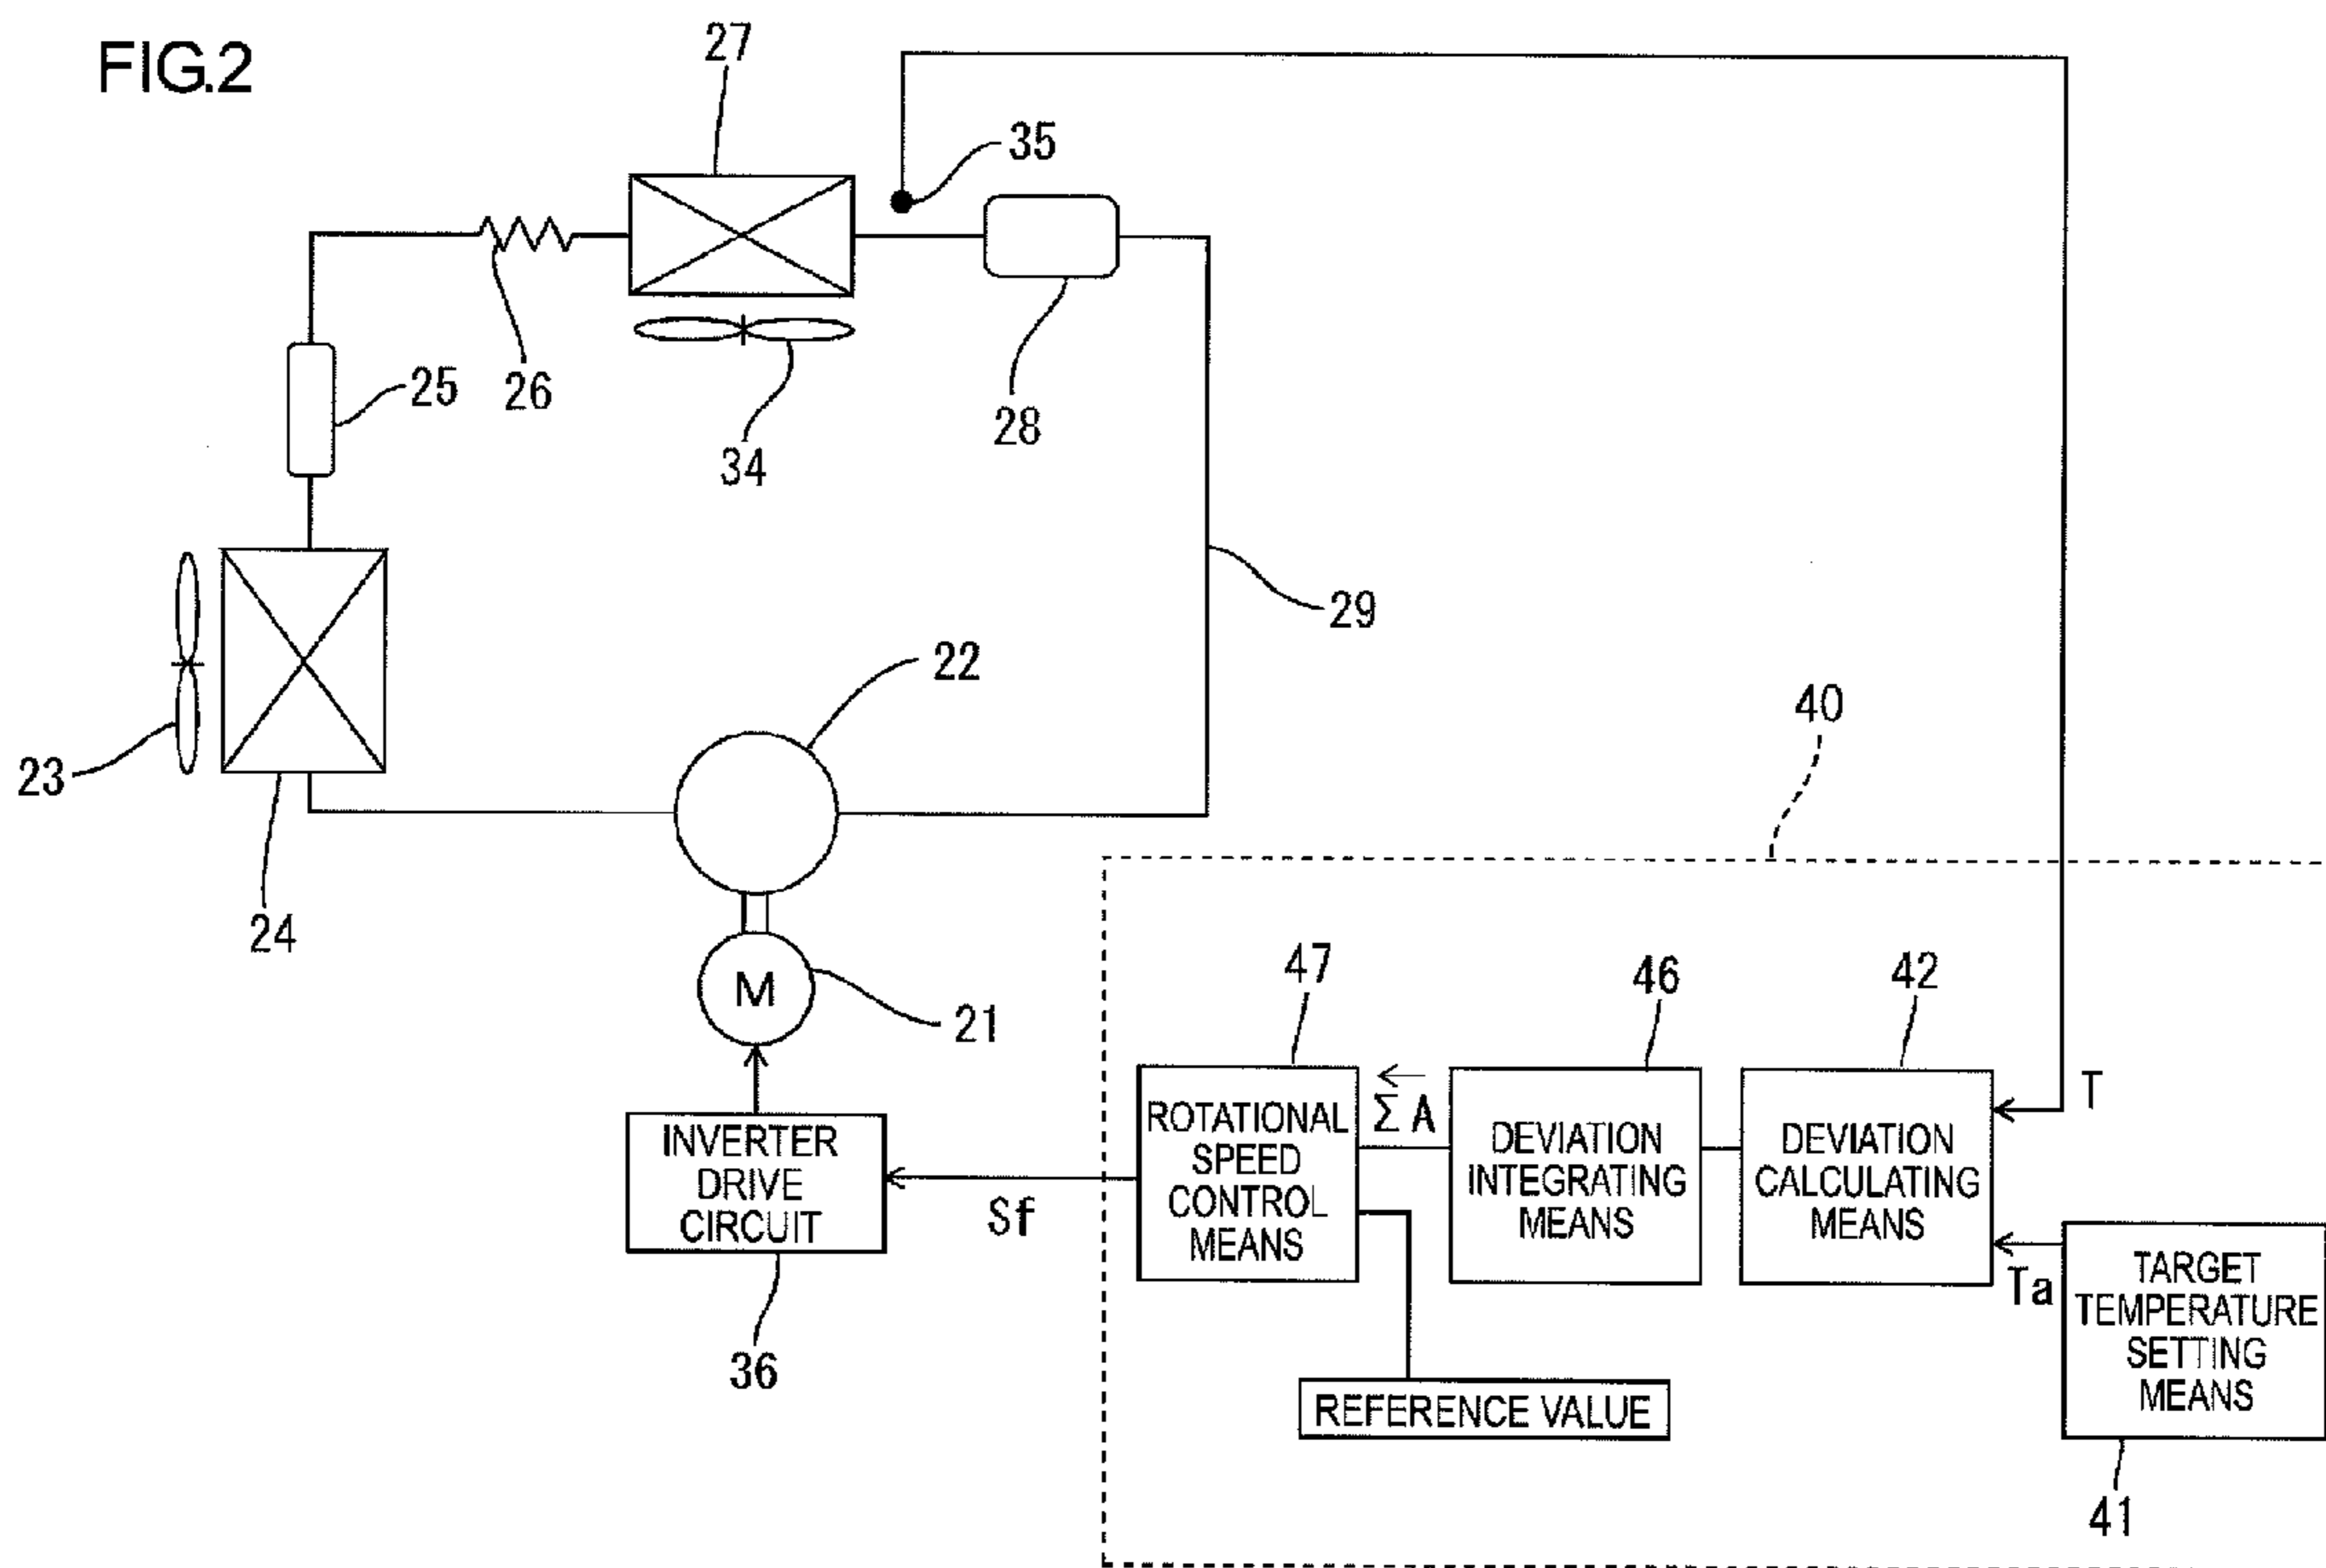 FIG.2
27
35
25
26
28
34
29
22
23
24
40
M
21
47
46
42
T
ROTATIONAL
SPEED
CONTROL
MEANS
Σ A
DEVIATION
INTEGRATING
MEANS
DEVIATION
CALCULATING
MEANS
INVERTER
DRIVE
CIRCUIT
Sf
Ta
TARGET
TEMPERATURE
SETTING
MEANS
36
REFERENCE VALUE
41